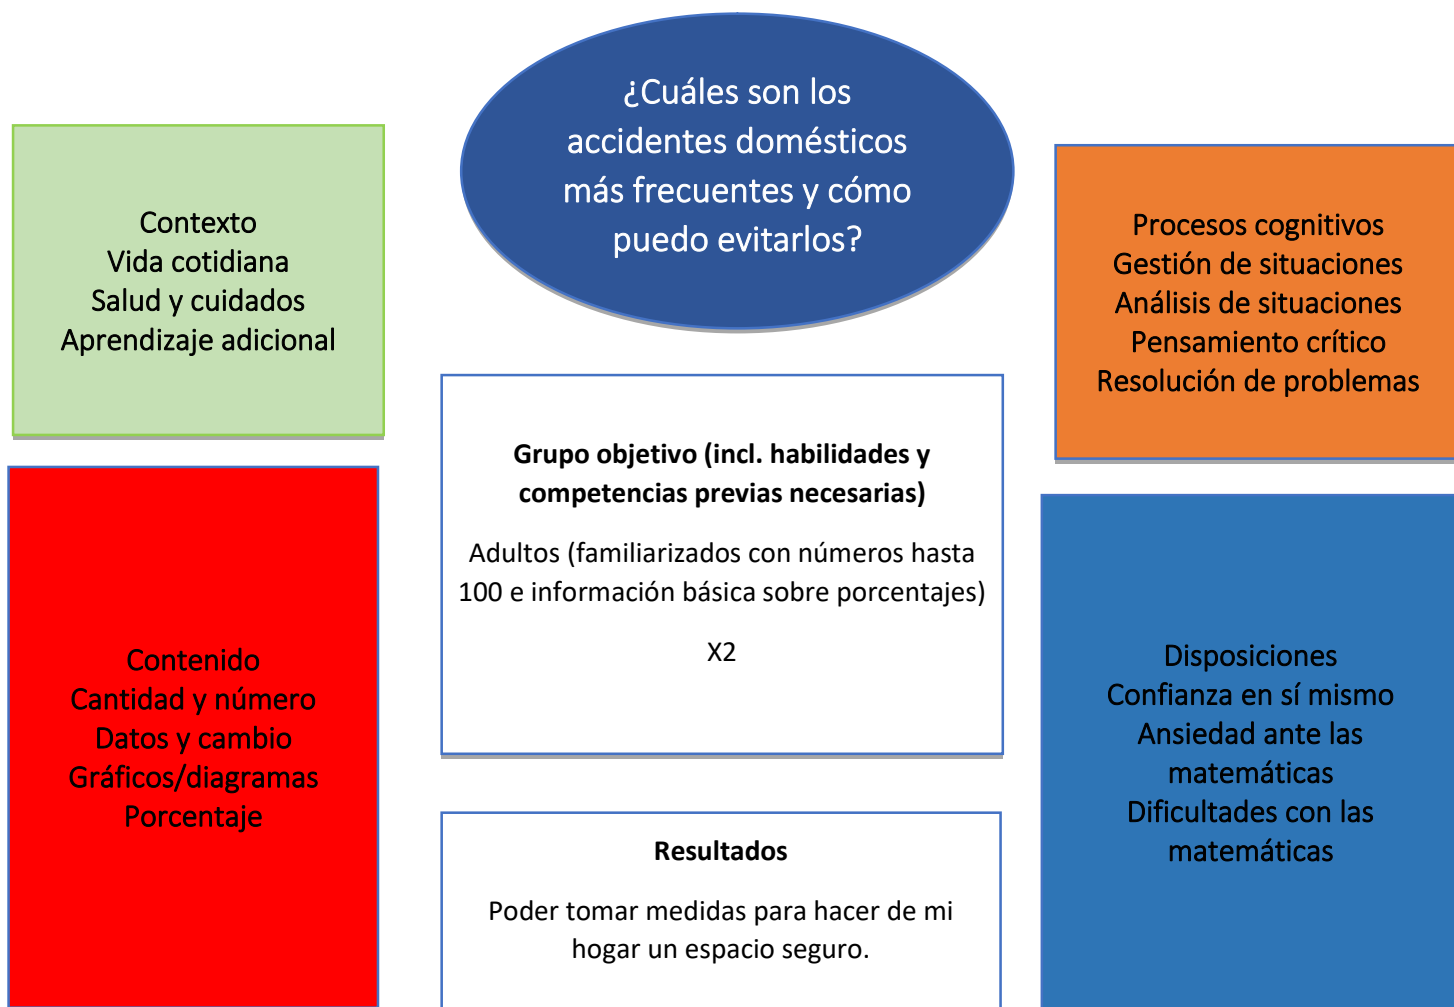 ¿Cuáles son los
accidentes domésticos
más frecuentes y cómo
puedo evitarlos?
Contexto
Vida cotidiana
Salud y cuidados
Aprendizaje adicional
Procesos cognitivos
Gestión de situaciones
Análisis de situaciones
Pensamiento crítico
Resolución de problemas
Grupo objetivo (incl. habilidades y
competencias previas necesarias)
Adultos (familiarizados con números hasta
100 e información básica sobre porcentajes)
X2
Contenido
Cantidad y número
Datos y cambio
Gráficos/diagramas
Porcentaje
Disposiciones
Confianza en sí mismo
Ansiedad ante las
matemáticas
Dificultades con las
matemáticas
Resultados
Poder tomar medidas para hacer de mi
hogar un espacio seguro.